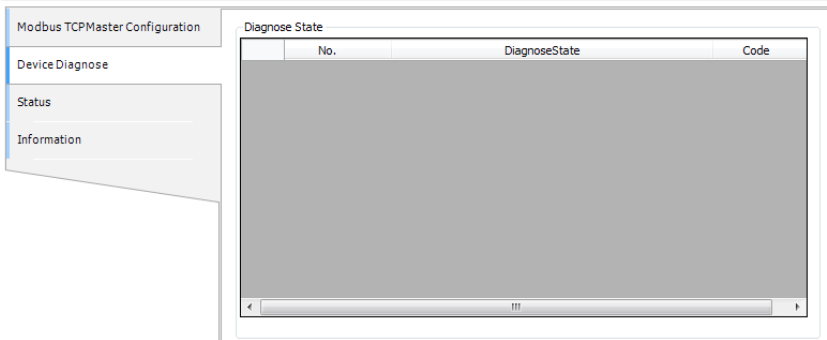 Modbus TCPMaster Configuration
Device Diagnose
Status
Information
Diagnose State
No. DiagnoseState Code